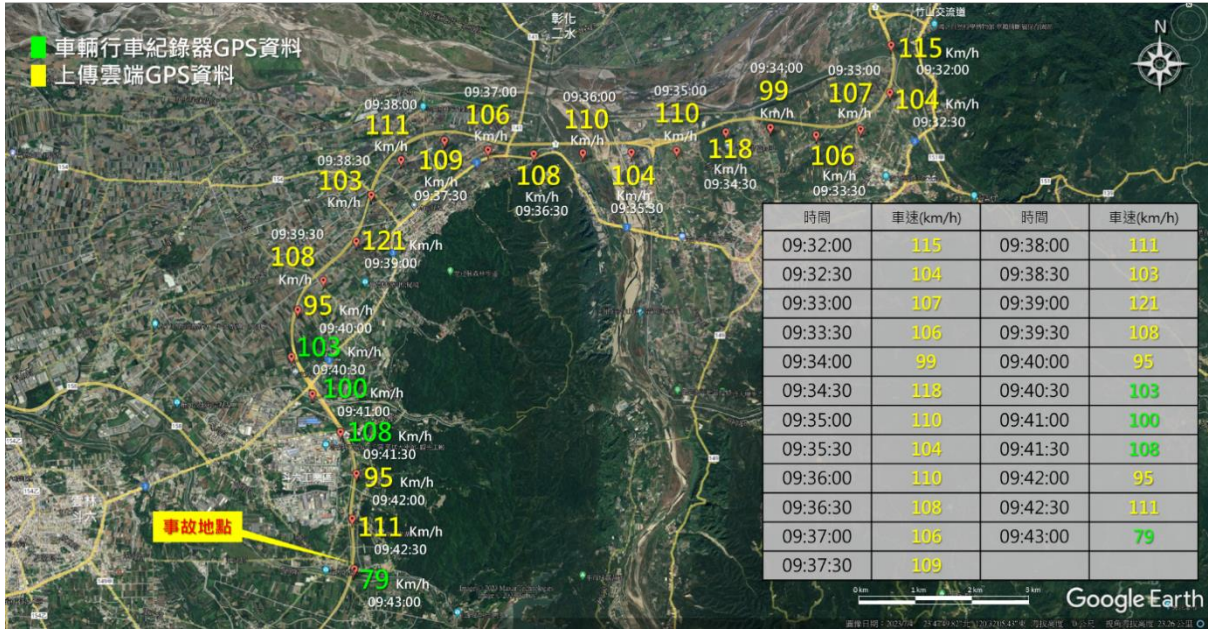 車輛行車紀錄器GPS資料
上傳雲端GPS資料
彰化
二水
竹山交流道
N
115 Km/h
09:32:00
104 Km/h
09:32:30
09:33:00
107
Km/h
106
Km/h
09:33:30
09:34:00
99
Km/h
118
Km/h
09:34:30
09:35:00
110
Km/h
104
Km/h
09:35:30
09:36:00
110
Km/h
108
Km/h
09:36:30
09:37:00
106
Km/h
109
Km/h
09:37:30
09:38:00
111
Km/h
09:38:30
103
Km/h
121 Km/h
09:39:00
09:39:30
108
Km/h
95 Km/h
09:40:00
103 Km/h
09:40:30
100 Km/h
09:41:00
108 Km/h
09:41:30
95 Km/h
09:42:00
111 Km/h
09:42:30
79 Km/h
09:43:00
斗六工業區
雲林
斗六
事故地點
時間 車速(km/h) 時間 車速(km/h)
09:32:00 115 09:38:00 111
09:32:30 104 09:38:30 103
09:33:00 107 09:39:00 121
09:33:30 106 09:39:30 108
09:34:00 99 09:40:00 95
09:34:30 118 09:40:30 103
09:35:00 110 09:41:00 100
09:35:30 104 09:41:30 108
09:36:00 110 09:42:00 95
09:36:30 108 09:42:30 111
09:37:00 106 09:43:00 79
09:37:30 109
0 km 1 km 2 km 3 km
Google Earth